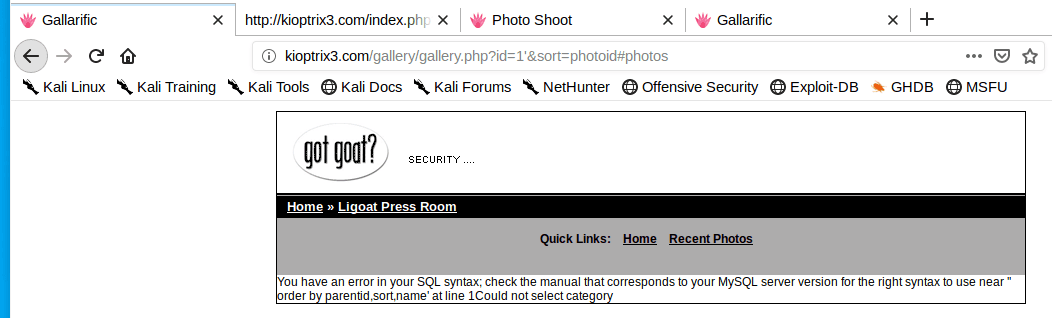 Gallarific
http://kioptrix3.com/index.php
Photo Shoot
Gallarific
kioptrix3.com/gallery/gallery.php?id=1'&sort=photoid#photos
Kali Linux Kali Training Kali Tools Kali Docs Kali Forums NetHunter Offensive Security Exploit-DB GHDB MSFU
got goat?
SECURITY ....
Home » Ligoat Press Room
Quick Links: Home Recent Photos
You have an error in your SQL syntax; check the manual that corresponds to your MySQL server version for the right syntax to use near ''
order by parentid,sort,name' at line 1Could not select category